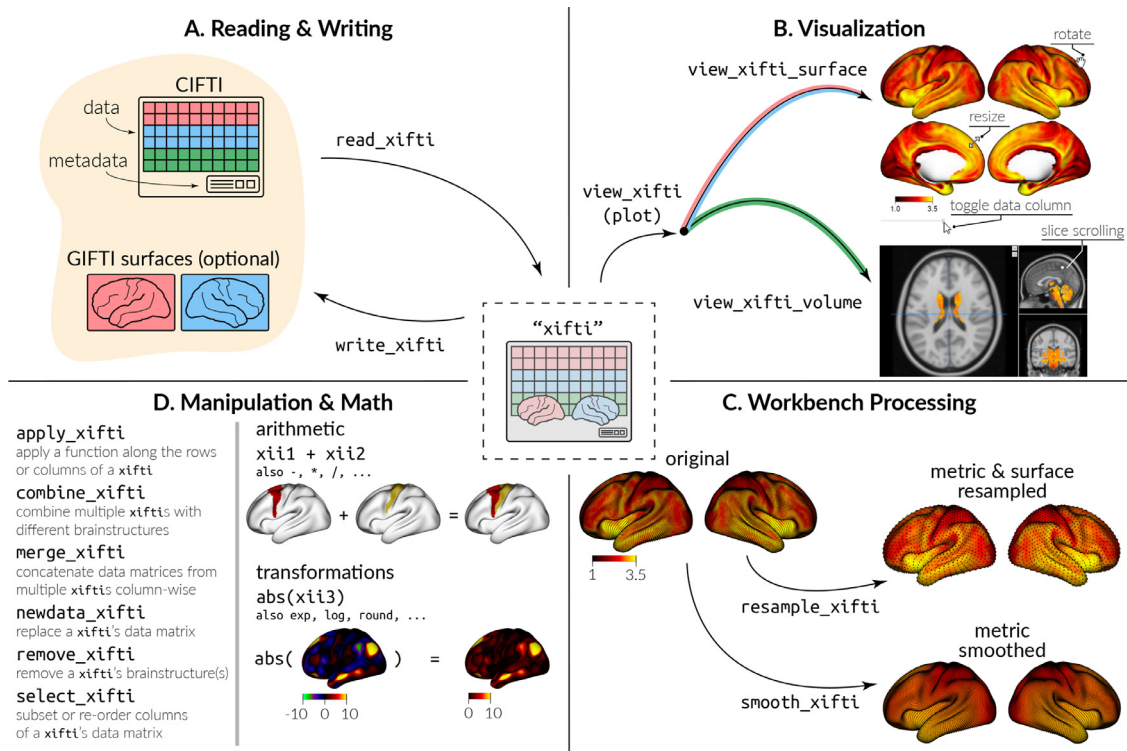 A. Reading & Writing
CIFTI
data
metadata
GIFTI surfaces (optional)
read_xifti
write_xifti
"xifti"
B. Visualization
view_xifti_surface
view_xifti
(plot)
view_xifti_volume
rotate
resize
1.0 3.5
toggle data column
slice scrolling
D. Manipulation & Math
apply_xifti
apply a function along the rows
or columns of a xifti
combine_xifti
combine multiple xiftis with
different brainstructures
merge_xifti
concatenate data matrices from
multiple xiftis column-wise
newdata_xifti
replace a xifti's data matrix
remove_xifti
remove a xifti's brainstructure(s)
select_xifti
subset or re-order columns
of a xifti's data matrix
arithmetic
xii1 + xii2
also -, *, /, ...
+ =
transformations
abs(xii3)
also exp, log, round, ...
abs( ) =
-10 0 10
0 10
C. Workbench Processing
original
1 3.5
metric & surface
resampled
resample_xifti
metric
smoothed
smooth_xifti